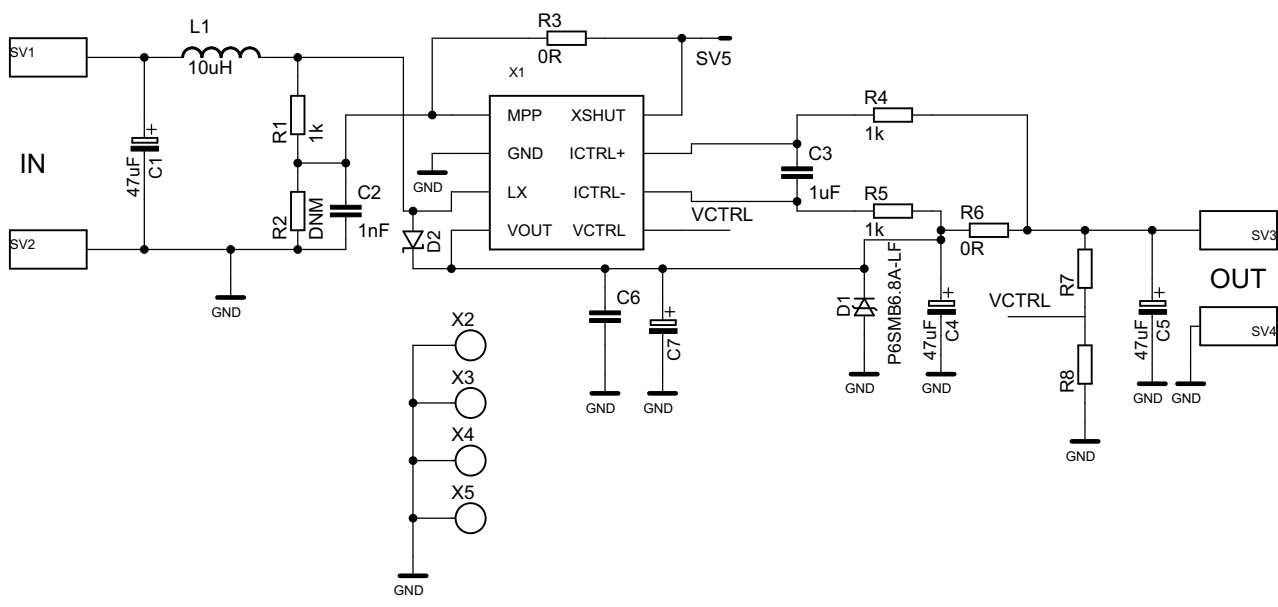 L1
10uH
SV1
IN
SV2
47uF
C1
R1
1k
R2
DNM
C2
1nF
GND
R3
0R
SV5
X1
MPP
GND
LX
VOUT
XSHUT
ICTRL+
ICTRL-
VCTRL
GND
D2
VCTRL
R4
1k
C3
1uF
R5
1k
R6
0R
C6
GND
C7
GND
D1
P6SMB6.8A-LF
GND
47uF
C4
GND
VCTRL
R7
R8
GND
47uF
C5
GND
SV3
OUT
SV4
GND
X2
X3
X4
X5
GND